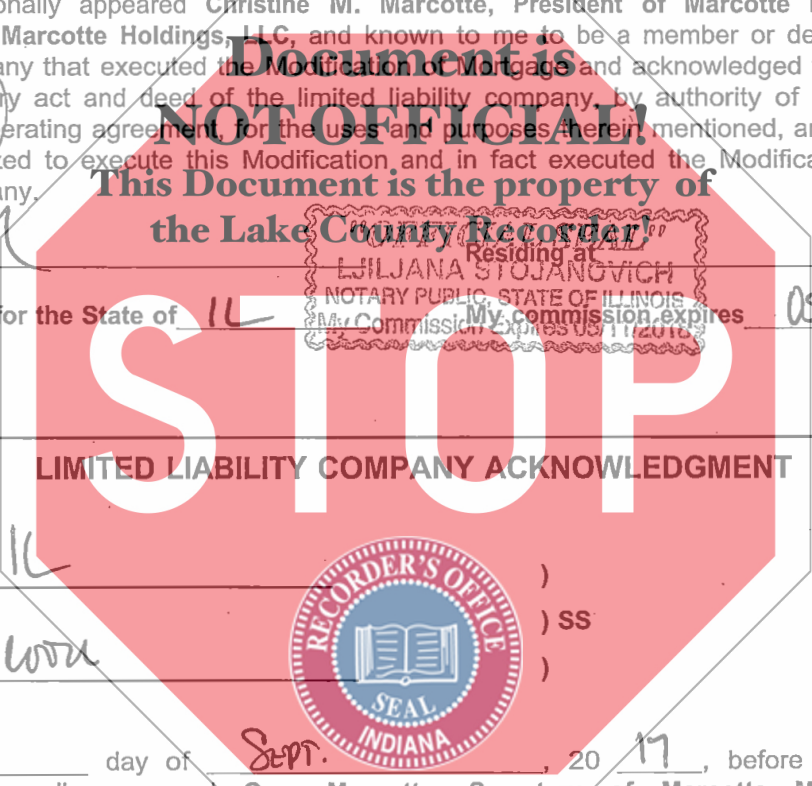 onally appeared Christine M. Marcotte, President of Marcotte
Marcotte Holdings, LLC, and known to me to be a member or de
any that executed the Modification of Mortgage and acknowledged
ry act and deed of the limited liability company, by authority of
erating agreement, for the uses and purposes therein mentioned, a
ted to execute this Modification and in fact executed the Modifica
any.
Document is
NOT OFFICIAL!
This Document is the property of
the Lake County Recorder!
"OFFICIAL SEAL"
Residing at
LJILJANA STOJANOVICH
NOTARY PUBLIC, STATE OF ILLINOIS
for the State of IL
My commission expires
My Commission Expires
STOP
LIMITED LIABILITY COMPANY ACKNOWLEDGMENT
IL )
) SS
Cook )
RECORDER'S OFFICE
SEAL
INDIANA
day of Sept. , 20 17 , before